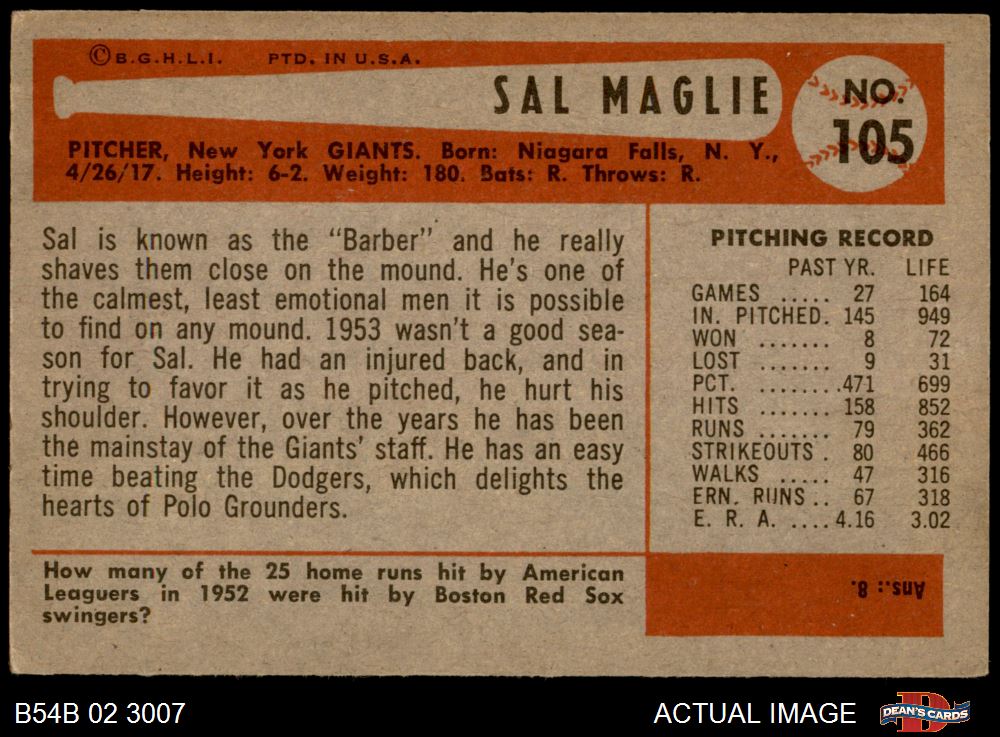 ©B.G.H.L.I. PTD. IN U.S.A.
SAL MAGLIE
NO.
105
PITCHER, New York GIANTS. Born: Niagara Falls, N. Y.,
4/26/17. Height: 6-2. Weight: 180. Bats: R. Throws: R.
Sal is known as the "Barber" and he really
shaves them close on the mound. He's one of
the calmest, least emotional men it is possible
to find on any mound. 1953 wasn't a good sea-
son for Sal. He had an injured back, and in
trying to favor it as he pitched, he hurt his
shoulder. However, over the years he has been
the mainstay of the Giants' staff. He has an easy
time beating the Dodgers, which delights the
hearts of Polo Grounders.
PITCHING RECORD
PAST YR. LIFE
GAMES ..... 27 164
IN. PITCHED. 145 949
WON ....... 8 72
LOST ....... 9 31
PCT. ........471 699
HITS ....... 158 852
RUNS ....... 79 362
STRIKEOUTS . 80 466
WALKS ..... 47 316
ERN. RUNS .. 67 318
E. R. A. .... 4.16 3.02
How many of the 25 home runs hit by American
Leaguers in 1952 were hit by Boston Red Sox
swingers?
Ans.: 8.
B54B 02 3007
ACTUAL IMAGE
DEAN'S CARDS